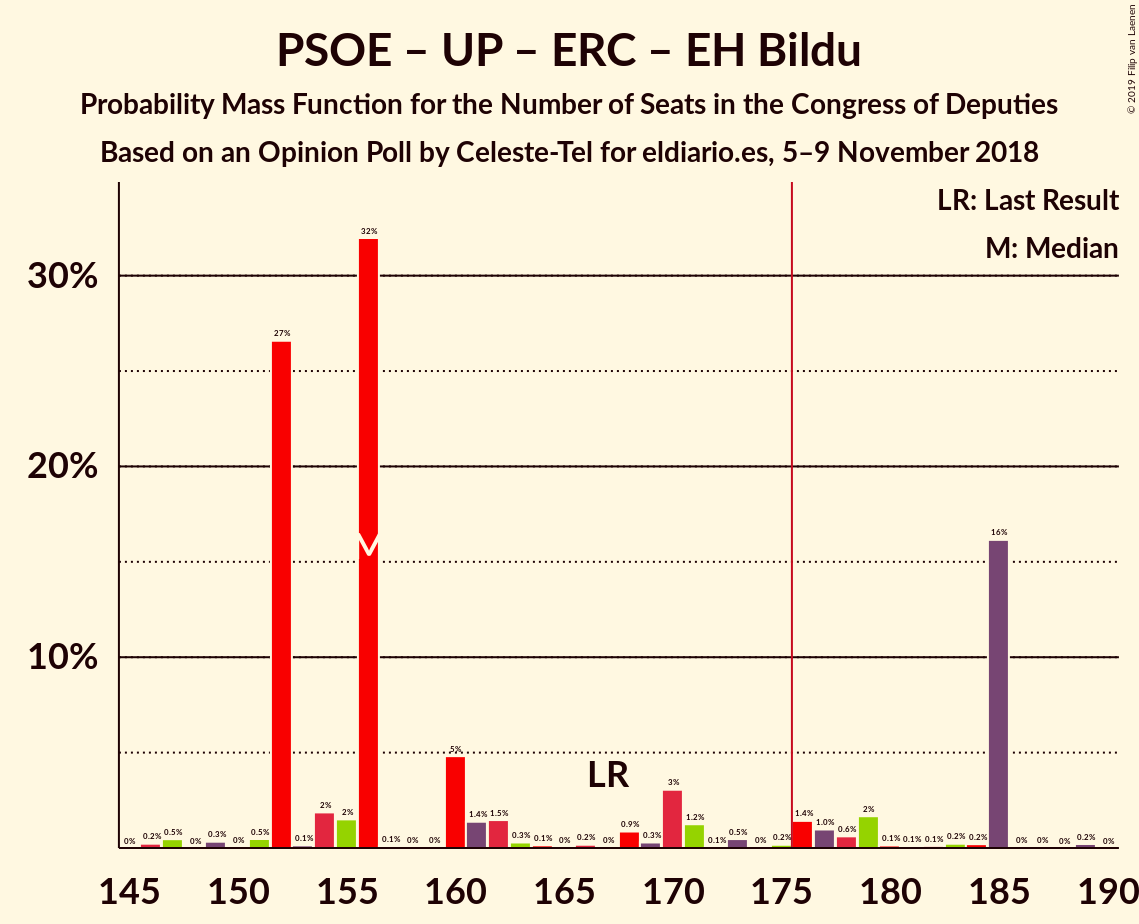 PSOE – UP – ERC – EH Bildu
Probability Mass Function for the Number of Seats in the Congress of Deputies
Based on an Opinion Poll by Celeste-Tel for eldiario.es, 5–9 November 2018
© 2019 Filip van Laenen
LR: Last Result
M: Median
30%
20%
10%
0% 0.2% 0.5% 0% 0.3% 0% 0.5% 27% 0.1% 2% 2% 32% 0.1% 0% 0% 5% 1.4% 1.5% 0.3% 0.1% 0% 0.2% 0% 0.9% 0.3% 3% 1.2% 0.1% 0.5% 0% 0.2% 1.4% 1.0% 0.6% 2% 0.1% 0.1% 0.1% 0.2% 0.2% 16% 0% 0% 0% 0.2% 0%
M
LR
145 150 155 160 165 170 175 180 185 190